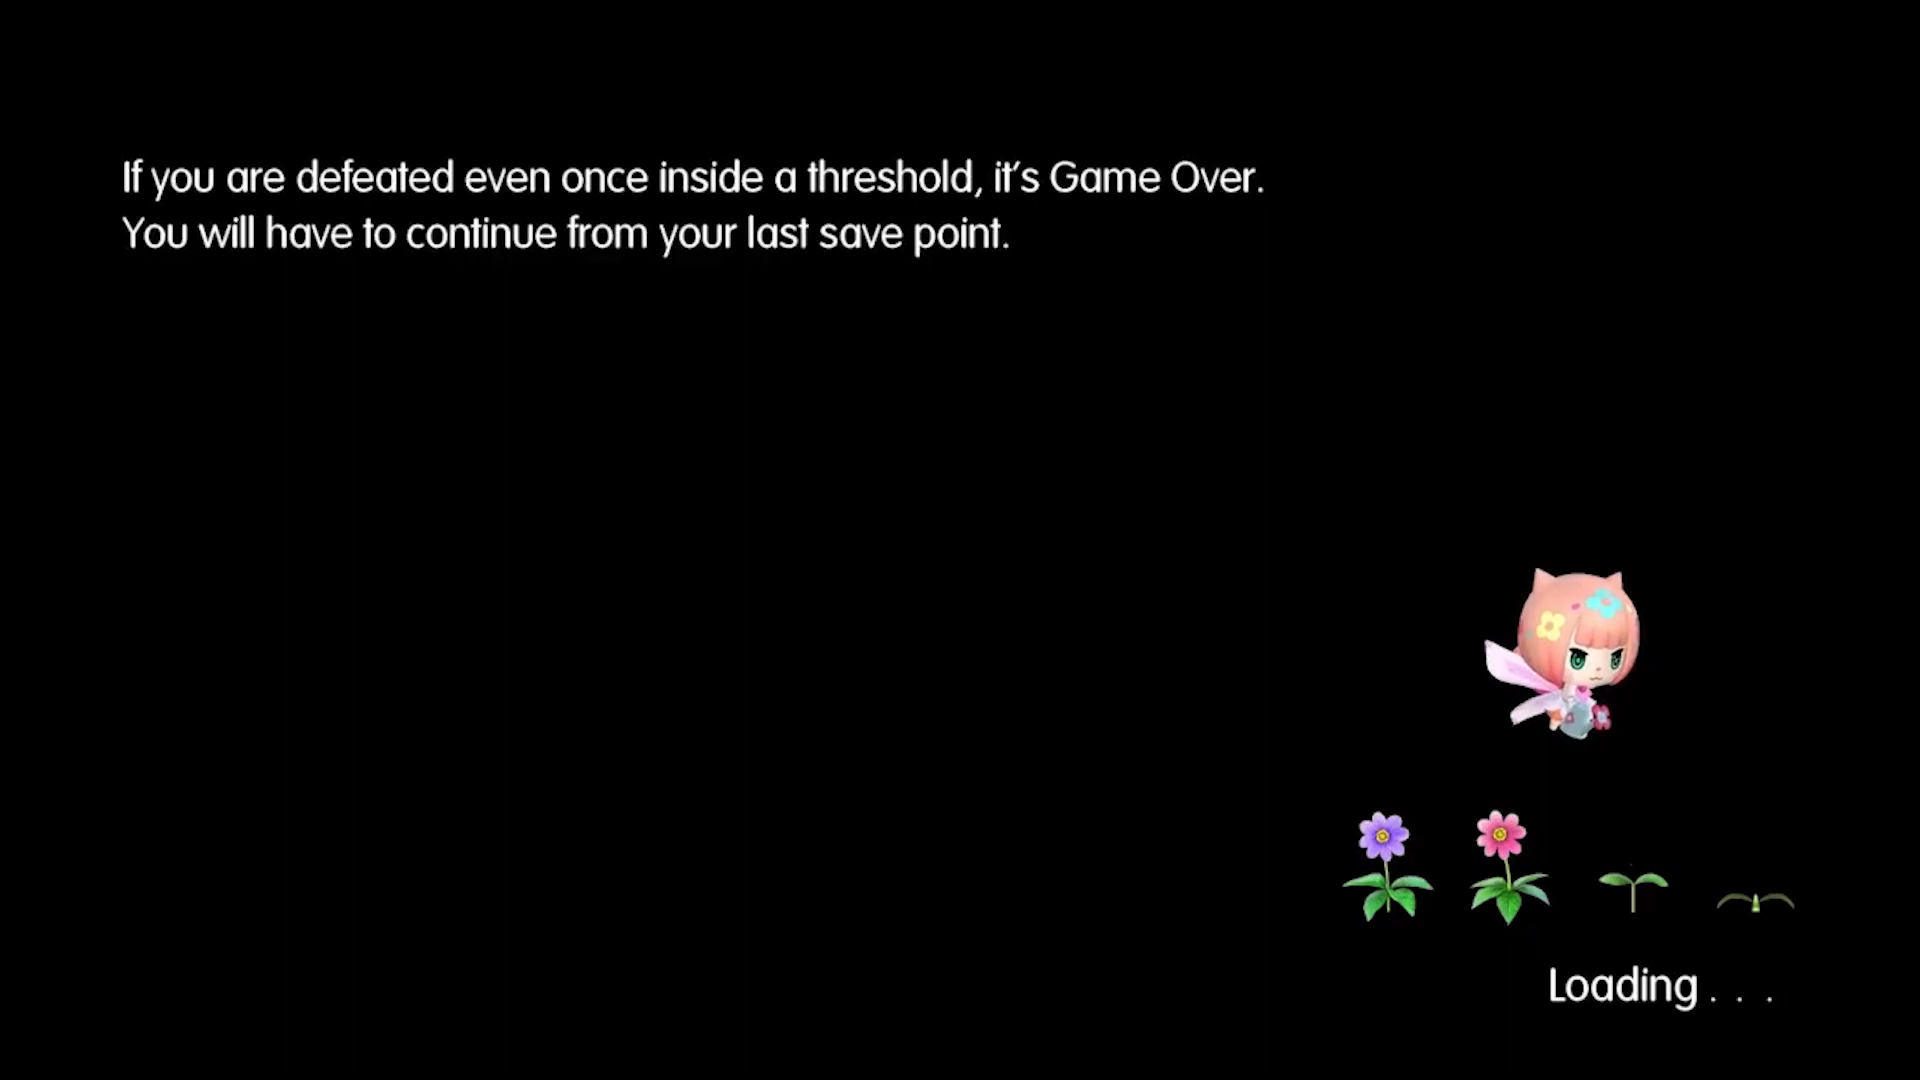 If you are defeated even once inside a threshold, it's Game Over.
You will have to continue from your last save point.
Loading . . .